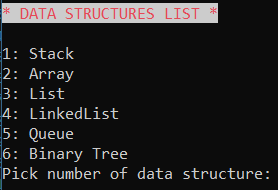 * DATA STRUCTURES LIST *
1: Stack
2: Array
3: List
4: LinkedList
5: Queue
6: Binary Tree
Pick number of data structure: